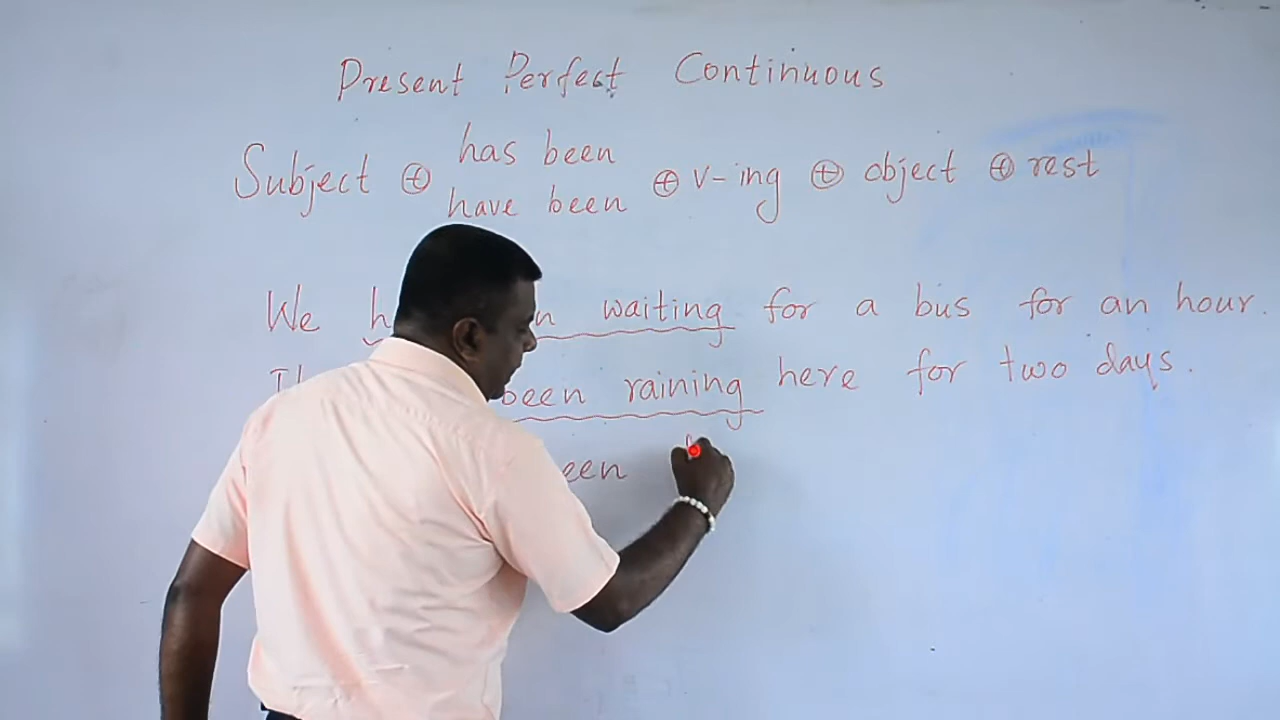 Present Perfect Continuous
has been
Subject ⊕ ⊕ v-ing ⊕ object ⊕ rest
have been
We waiting for a bus for an hour.
been raining here for two days.